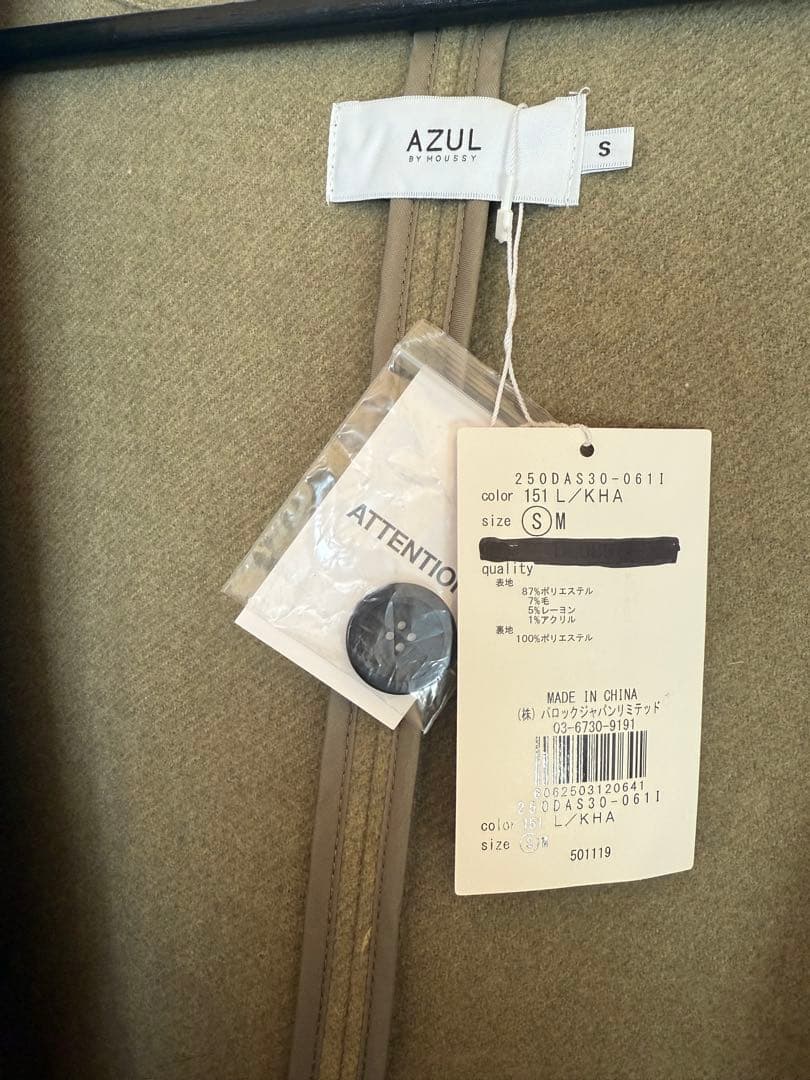 AZUL
BY MOUSSY
S
ATTENTIO
250DAS30-061I
color 151 L/KHA
size S M
quality
表地
87%ポリエステル
7%毛
5%レーヨン
1%アクリル
裏地
100%ポリエステル
MADE IN CHINA
(株) バロックジャパンリミテッド
03-6730-9191
8062503120641
250DAS30-061I
color 151 L/KHA
size S M
501119